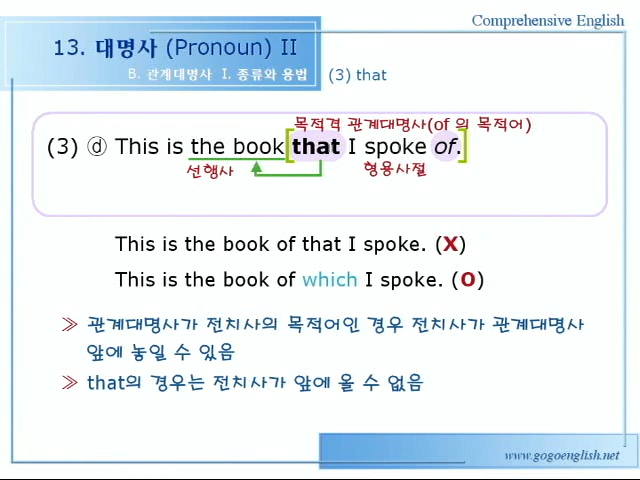 Comprehensive English
13. 대명사 (Pronoun) II
B. 관계대명사 I. 종류와 용법 (3) that
목적격 관계대명사(of 의 목적어)
(3) ⓓ This is the book [that I spoke of.]
선행사 형용사절
This is the book of that I spoke. (X)
This is the book of which I spoke. (O)
≫ 관계대명사가 전치사의 목적어인 경우 전치사가 관계대명사
앞에 놓일 수 있음
≫ that의 경우는 전치사가 앞에 올 수 없음
www.gogoenglish.net